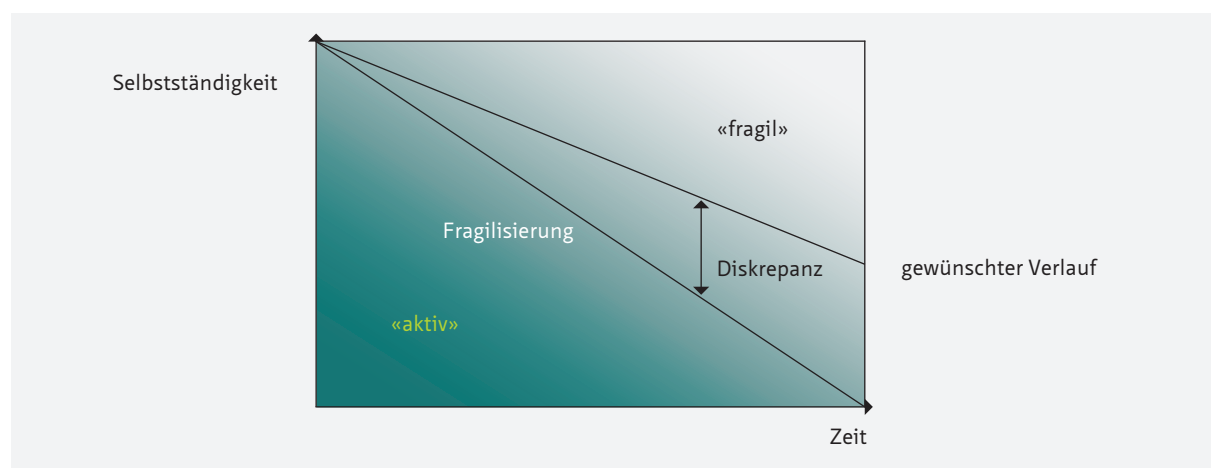 Selbstständigkeit
«fragil»
Fragilisierung
Diskrepanz
gewünschter Verlauf
«aktiv»
Zeit